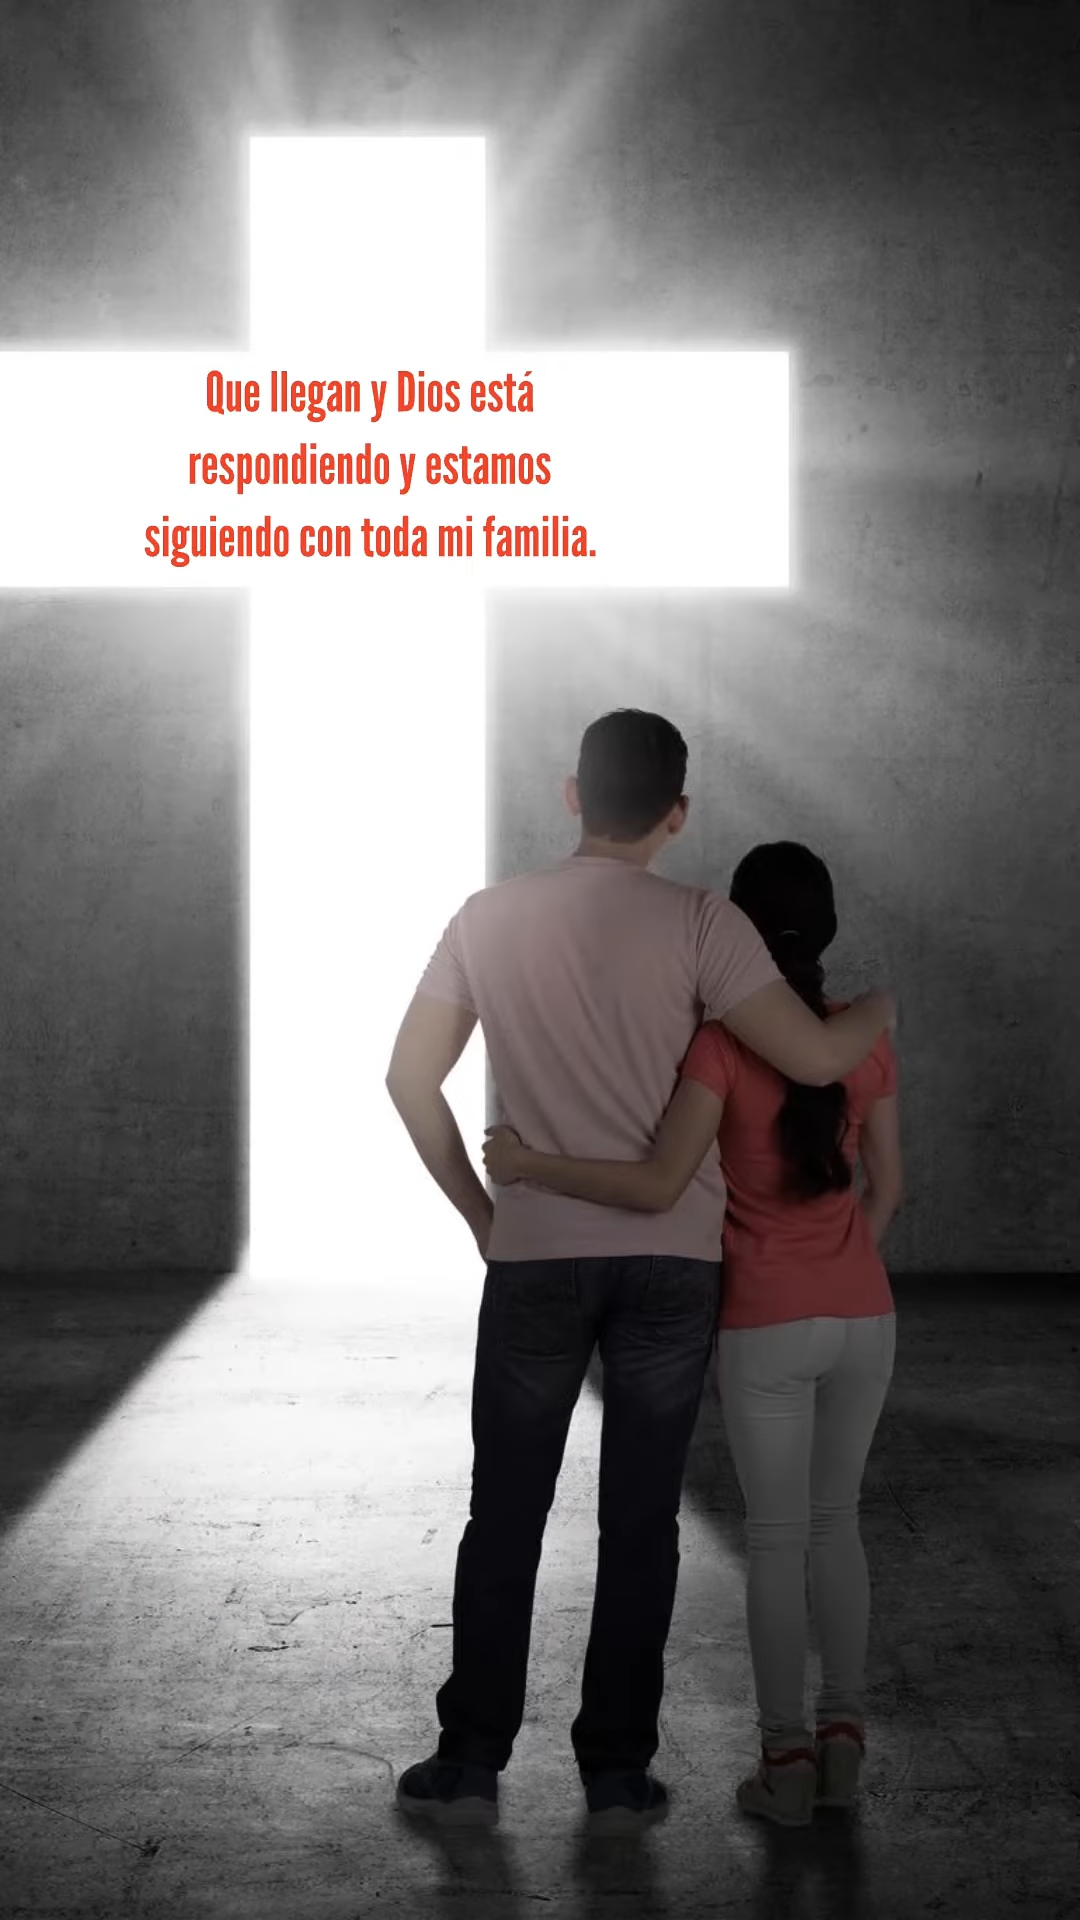 Que llegan y Dios está
respondiendo y estamos
siguiendo con toda mi familia.